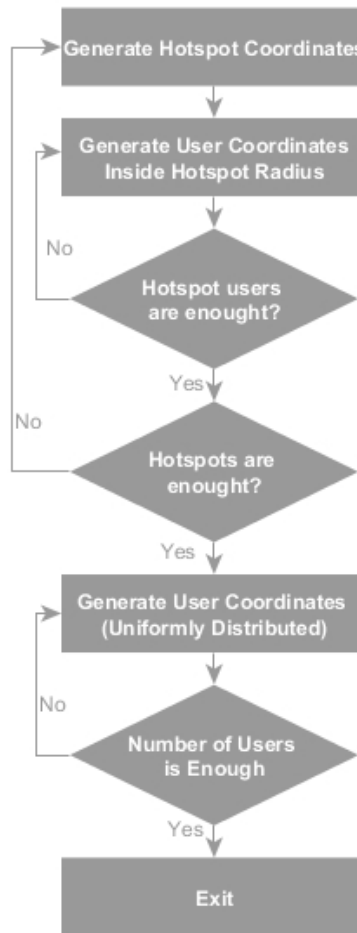 Generate Hotspot Coordinates
Generate User Coordinates
Inside Hotspot Radius
No
Hotspot users
are enought?
Yes
No
Hotspots are
enought?
Yes
Generate User Coordinates
(Uniformly Distributed)
No
Number of Users
is Enough
Yes
Exit